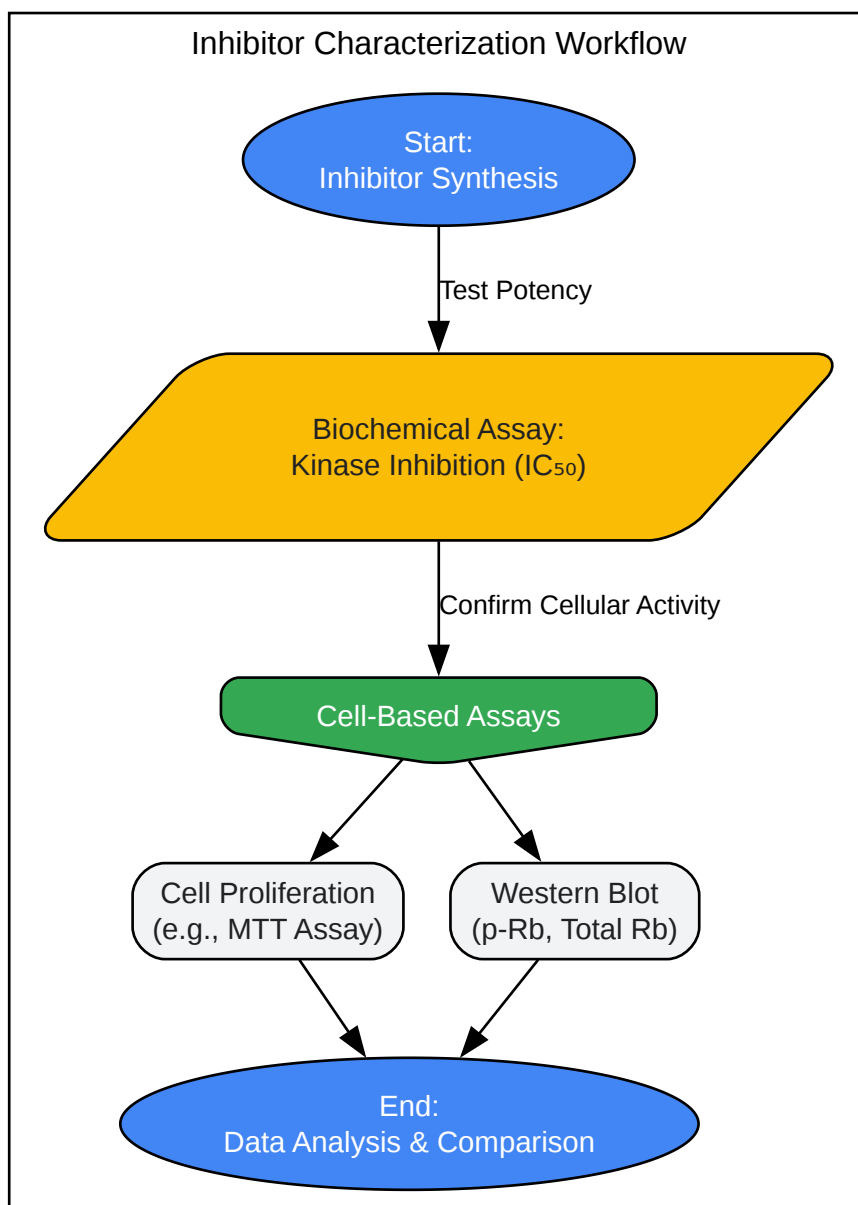 Inhibitor Characterization Workflow
Start:
Inhibitor Synthesis
Test Potency
Biochemical Assay:
Kinase Inhibition (IC₅₀)
Confirm Cellular Activity
Cell-Based Assays
Cell Proliferation
(e.g., MTT Assay)
Western Blot
(p-Rb, Total Rb)
End:
Data Analysis & Comparison